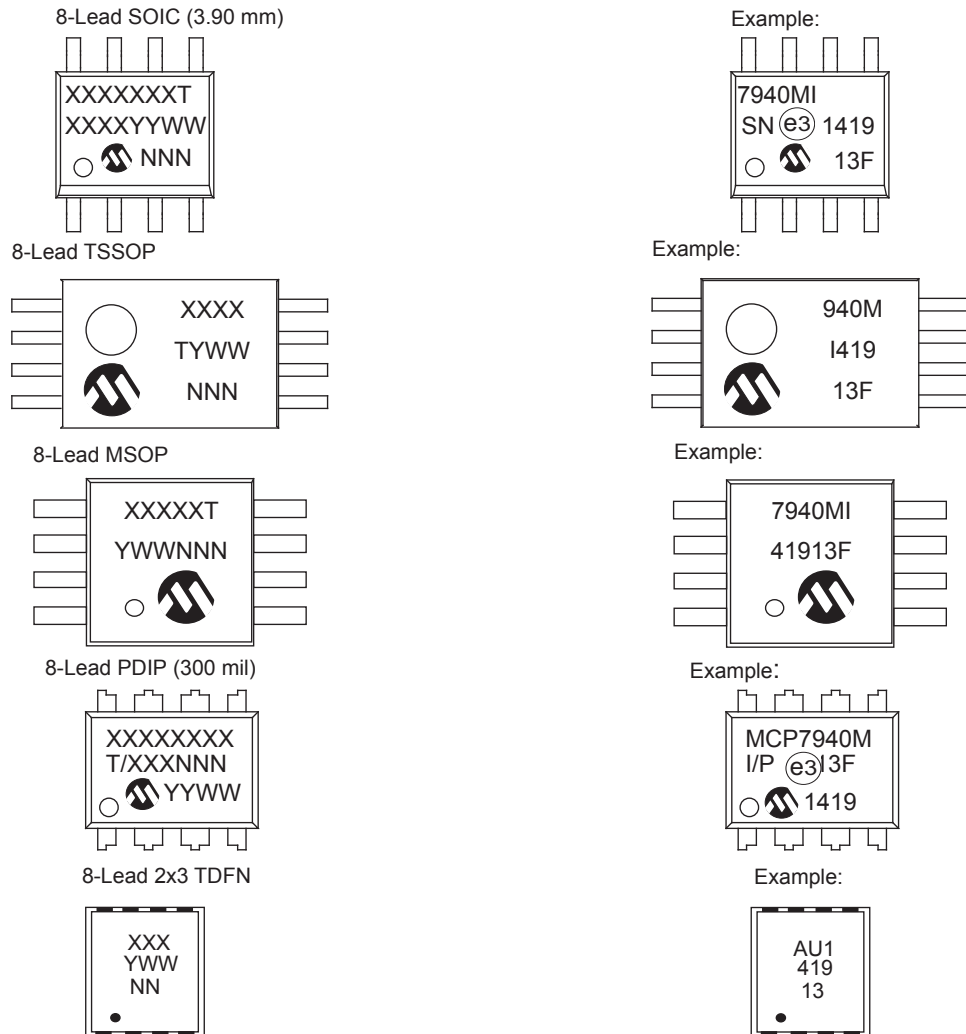 8-Lead SOIC (3.90 mm)
XXXXXXXT
XXXXYYWW
NNN
Example:
7940MI
SN e3 1419
13F
8-Lead TSSOP
XXXX
TYWW
NNN
Example:
940M
I419
13F
8-Lead MSOP
XXXXXT
YWWNNN
Example:
7940MI
41913F
8-Lead PDIP (300 mil)
XXXXXXXX
T/XXXNNN
YYWW
Example:
MCP7940M
I/P e3 13F
1419
8-Lead 2x3 TDFN
XXX
YWW
NN
Example:
AU1
419
13